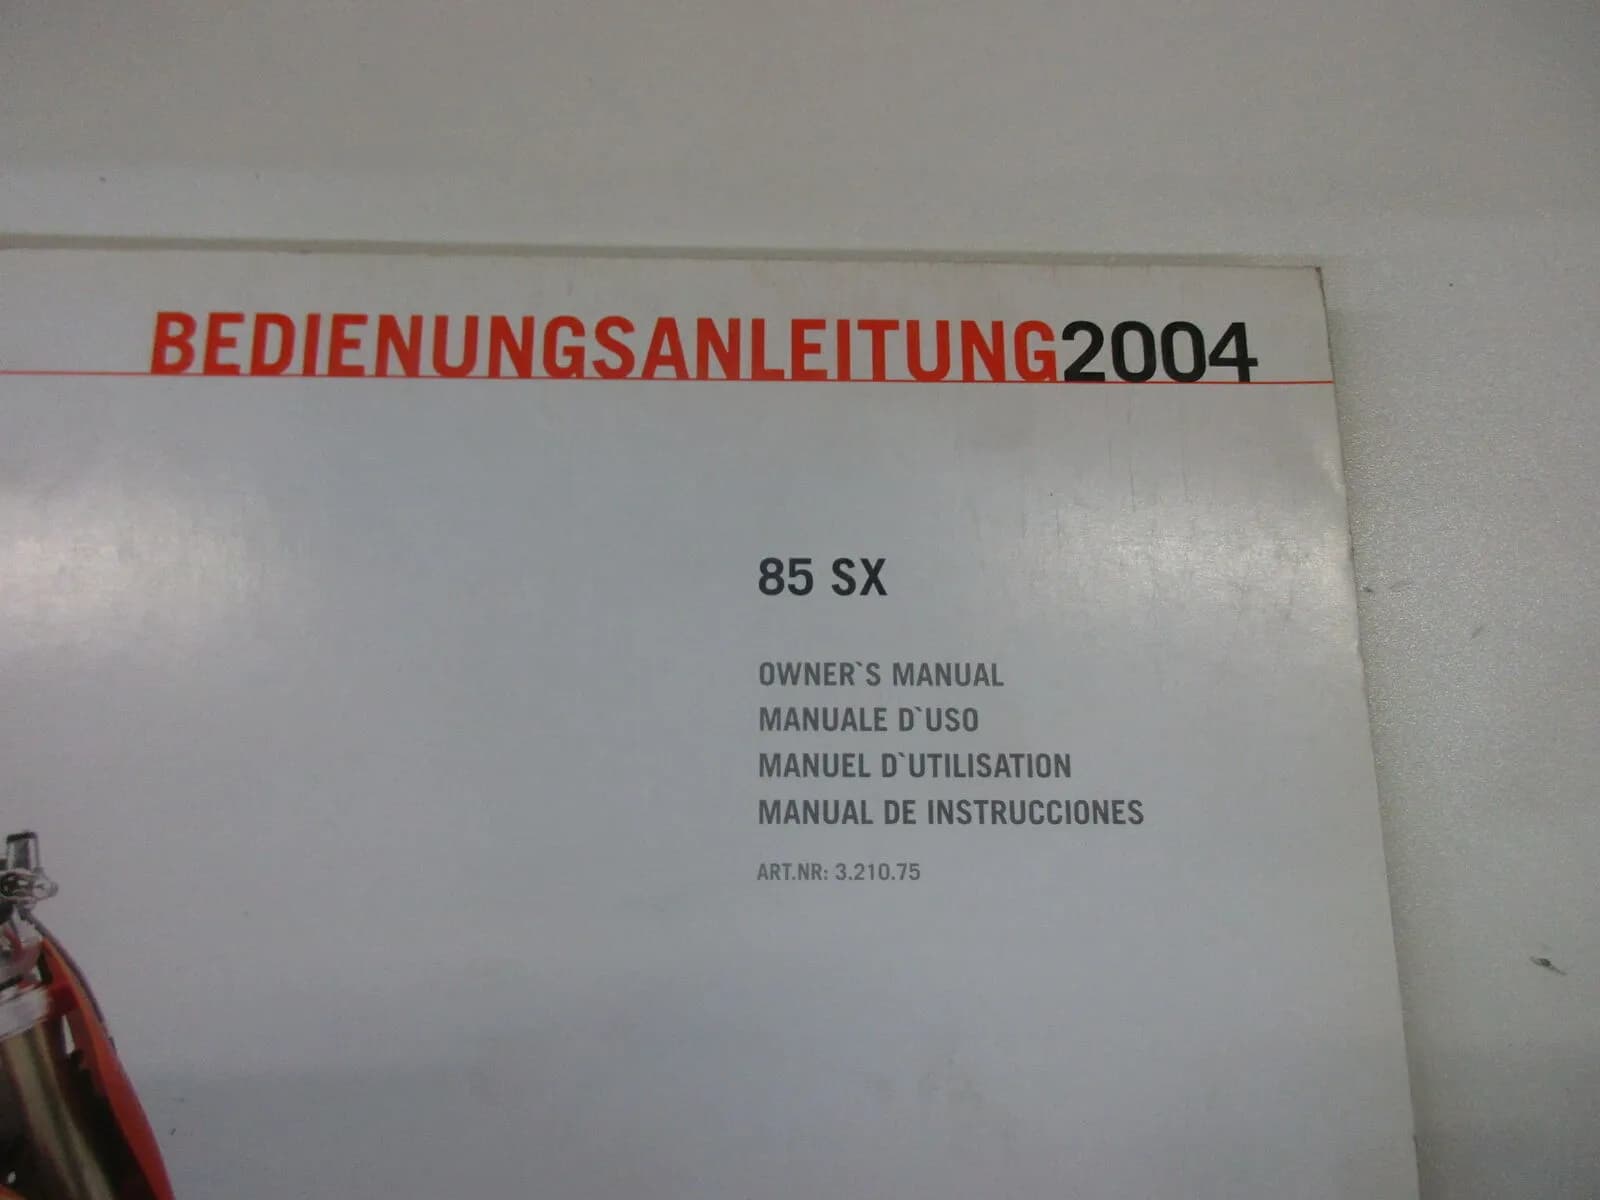 BEDIENUNGSANLEITUNG2004
85 SX
OWNER`S MANUAL
MANUALE D`USO
MANUEL D`UTILISATION
MANUAL DE INSTRUCCIONES
ART.NR: 3.210.75